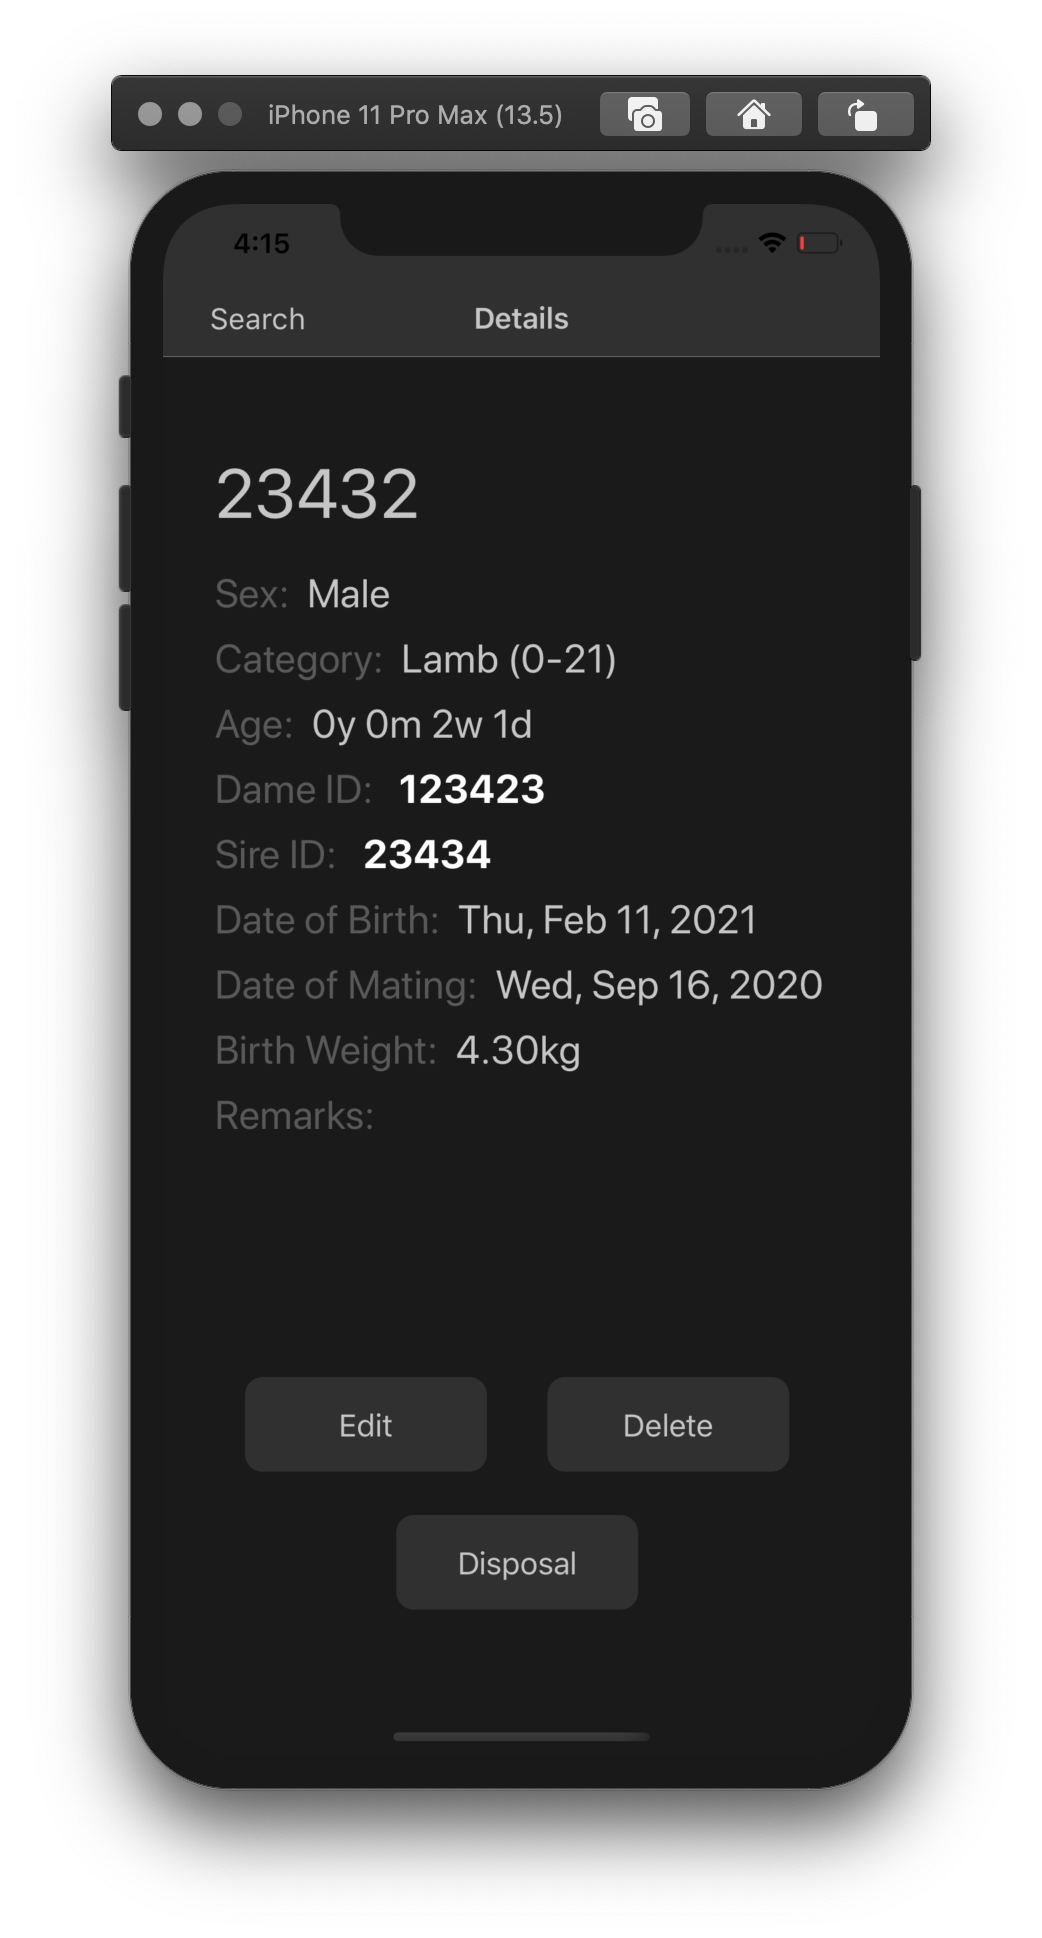 iPhone 11 Pro Max (13.5)
4:15
Search Details
23432
Sex: Male
Category: Lamb (0-21)
Age: 0y 0m 2w 1d
Dame ID: 123423
Sire ID: 23434
Date of Birth: Thu, Feb 11, 2021
Date of Mating: Wed, Sep 16, 2020
Birth Weight: 4.30kg
Remarks:
Edit Delete
Disposal